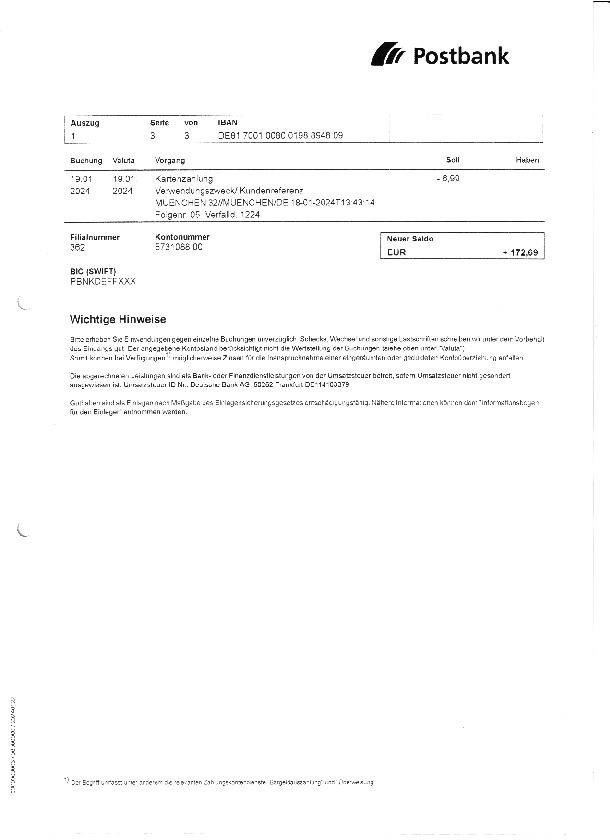 Postbank
Auszug Seite von IBAN
1 3 3 DE81 7001 0080 0198 8948 09
Buchung Valuta Vorgang Soll Haben
19.01. 19.01. Kartenzahlung - 6,99
2024 2024 Verwendungszweck/ Kundenreferenz
MUENCHEN 32//MUENCHEN/DE 18-01-2024T13:43:14
Folgenr. 05 Verfalld. 1224
Filialnummer Kontonummer Neuer Saldo
362 5731088 00 EUR + 172,69
BIC (SWIFT)
PBNKDEFFXXX
Wichtige Hinweise
Bitte erheben Sie Einwendungen gegen einzelne Buchungen unverzüglich. Schecks, Wechsel und sonstige Lastschriften schreiben wir unter dem Vorbehalt
des Eingangs gut. Der angegebene Kontostand berücksichtigt nicht die Wertstellung der Buchungen (siehe oben unter "Valuta").
Somit können bei Verfügungen 1) möglicherweise Zinsen für die Inanspruchnahme einer eingeräumten oder geduldeten Kontoüberziehung anfallen.
Die abgerechneten Leistungen sind als Bank- oder Finanzdienstleistungen von der Umsatzsteuer befreit, sofern Umsatzsteuer nicht gesondert
ausgewiesen ist. Umsatzsteuer ID Nr.: Deutsche Bank AG, 60262 Frankfurt DE114103379
Guthaben sind als Einlagen nach Maßgabe des Einlagensicherungsgesetzes entschädigungsfähig. Nähere Informationen können dem "Informationsbogen
für den Einleger" entnommen werden.
1) Der Begriff umfasst unter anderem die relevanten Zahlungskontendienste "Bargeldauszahlung" und "Überweisung"